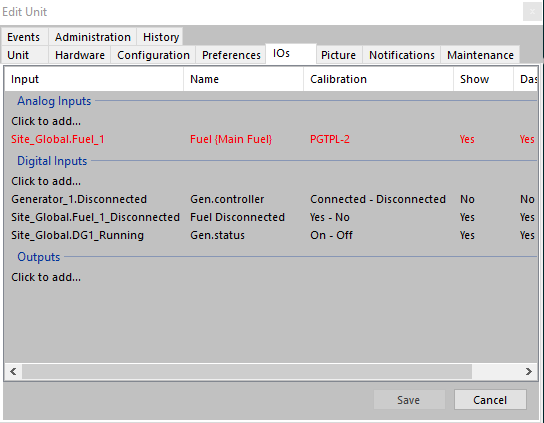 Edit Unit
Events Administration History
Unit Hardware Configuration Preferences IOs Picture Notifications Maintenance
Input Name Calibration Show Das
Analog Inputs
Click to add...
Site_Global.Fuel_1 Fuel {Main Fuel} PGTPL-2 Yes Yes
Digital Inputs
Click to add...
Generator_1.Disconnected Gen.controller Connected - Disconnected No No
Site_Global.Fuel_1_Disconnected Fuel Disconnected Yes - No Yes Yes
Site_Global.DG1_Running Gen.status On - Off Yes Yes
Outputs
Click to add...
Save Cancel